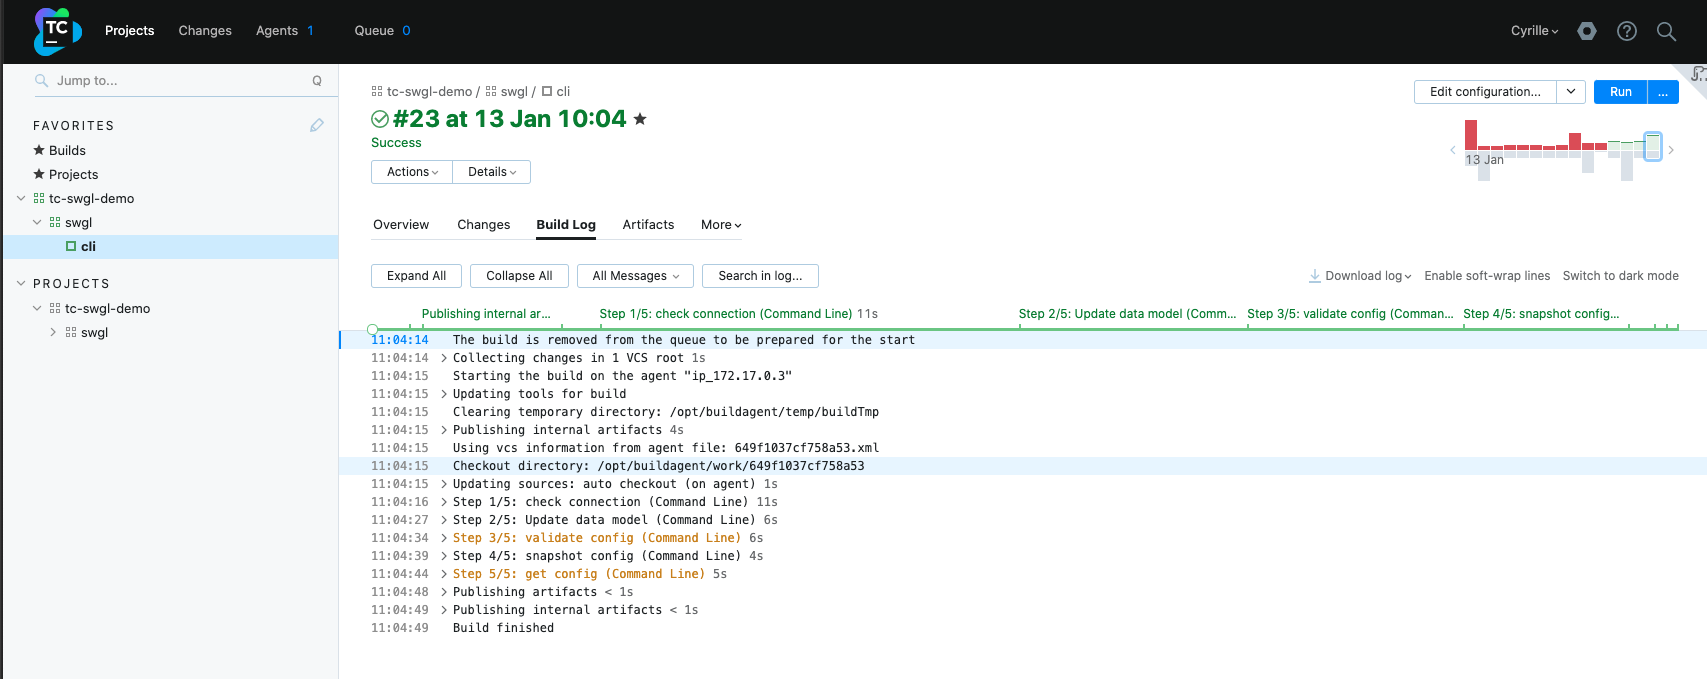 TC
Projects Changes Agents 1 Queue 0 Cyrille
Jump to... Q
FAVORITES
Builds
Projects
tc-swgl-demo
swgl
cli
PROJECTS
tc-swgl-demo
swgl
tc-swgl-demo / swgl / cli
Edit configuration... Run ...
#23 at 13 Jan 10:04
Success
13 Jan
Actions Details
Overview Changes Build Log Artifacts More
Expand All Collapse All All Messages Search in log... Download log Enable soft-wrap lines Switch to dark mode
Publishing internal ar... Step 1/5: check connection (Command Line) 11s Step 2/5: Update data model (Comm... Step 3/5: validate config (Comman... Step 4/5: snapshot config...
11:04:14 The build is removed from the queue to be prepared for the start
11:04:14 Collecting changes in 1 VCS root 1s
11:04:15 Starting the build on the agent "ip_172.17.0.3"
11:04:15 Updating tools for build
11:04:15 Clearing temporary directory: /opt/buildagent/temp/buildTmp
11:04:15 Publishing internal artifacts 4s
11:04:15 Using vcs information from agent file: 649f1037cf758a53.xml
11:04:15 Checkout directory: /opt/buildagent/work/649f1037cf758a53
11:04:15 Updating sources: auto checkout (on agent) 1s
11:04:16 Step 1/5: check connection (Command Line) 11s
11:04:27 Step 2/5: Update data model (Command Line) 6s
11:04:34 Step 3/5: validate config (Command Line) 6s
11:04:39 Step 4/5: snapshot config (Command Line) 4s
11:04:44 Step 5/5: get config (Command Line) 5s
11:04:48 Publishing artifacts < 1s
11:04:49 Publishing internal artifacts < 1s
11:04:49 Build finished